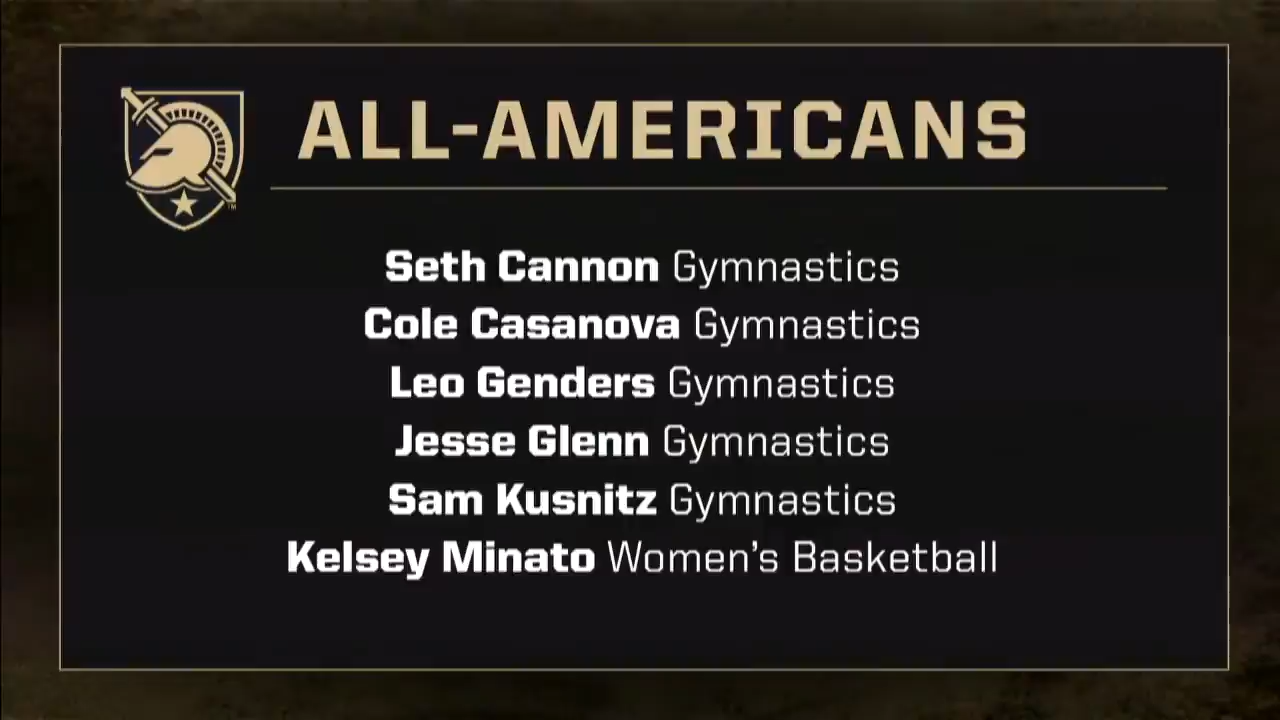 ALL-AMERICANS
TM
Seth Cannon Gymnastics
Cole Casanova Gymnastics
Leo Genders Gymnastics
Jesse Glenn Gymnastics
Sam Kusnitz Gymnastics
Kelsey Minato Women's Basketball